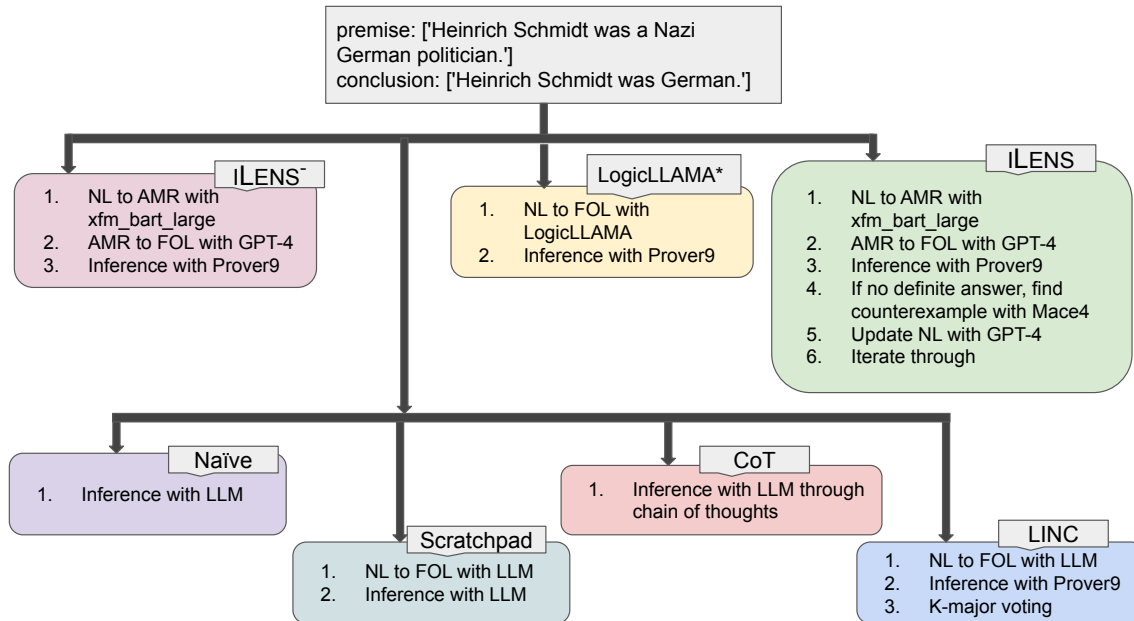 premise: ['Heinrich Schmidt was a Nazi
German politician.']
conclusion: ['Heinrich Schmidt was German.']
ILENS⁻
1. NL to AMR with
xfm_bart_large
2. AMR to FOL with GPT-4
3. Inference with Prover9
LogicLLAMA*
1. NL to FOL with
LogicLLAMA
2. Inference with Prover9
ILENS
1. NL to AMR with
xfm_bart_large
2. AMR to FOL with GPT-4
3. Inference with Prover9
4. If no definite answer, find
counterexample with Mace4
5. Update NL with GPT-4
6. Iterate through
Naïve
1. Inference with LLM
Scratchpad
1. NL to FOL with LLM
2. Inference with LLM
CoT
1. Inference with LLM through
chain of thoughts
LINC
1. NL to FOL with LLM
2. Inference with Prover9
3. K-major voting